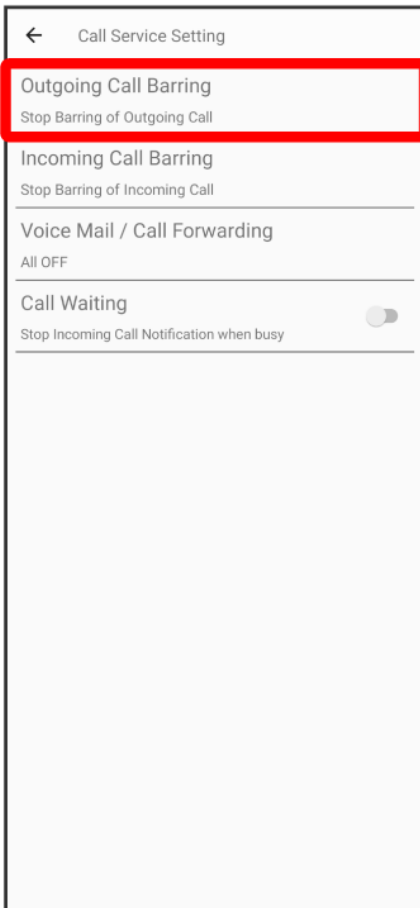 Call Service Setting
Outgoing Call Barring
Stop Barring of Outgoing Call
Incoming Call Barring
Stop Barring of Incoming Call
Voice Mail / Call Forwarding
All OFF
Call Waiting
Stop Incoming Call Notification when busy